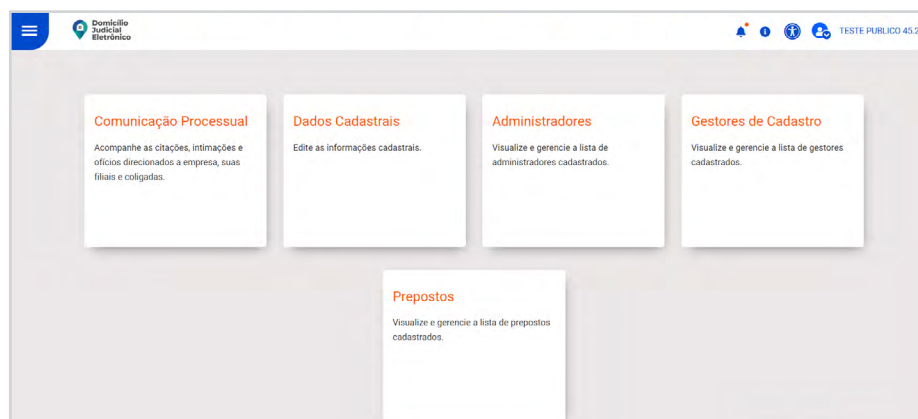 Domicílio
Judicial
Eletrônico
TESTE PUBLICO 45.2
Comunicação Processual
Acompanhe as citações, intimações e
ofícios direcionados a empresa, suas
filiais e coligadas.
Dados Cadastrais
Edite as informações cadastrais.
Administradores
Visualize e gerencie a lista de
administradores cadastrados.
Gestores de Cadastro
Visualize e gerencie a lista de gestores
cadastrados.
Prepostos
Visualize e gerencie a lista de prepostos
cadastrados.